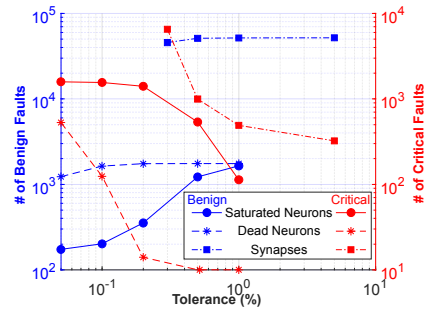 10^5
10^4
10^3
10^2
# of Benign Faults
10^4
10^3
10^2
10^1
# of Critical Faults
Benign Critical
Saturated Neurons
Dead Neurons
Synapses
10^-1 10^0 10^1
Tolerance (%)